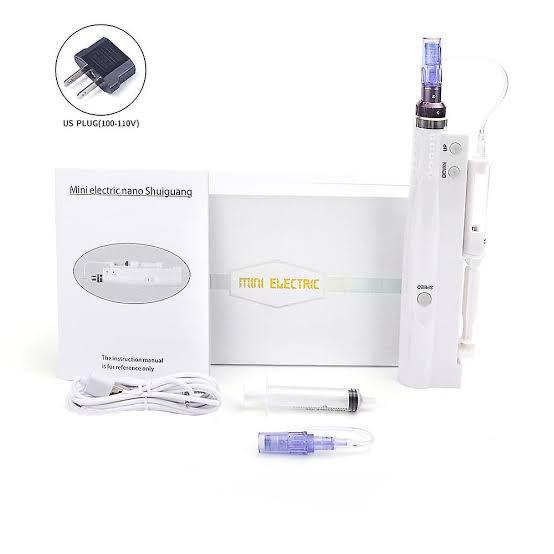 US PLUG(100-110V)
Mini electric nano Shuiguang
The instruction manual
is for reference only
MINI ELECTRIC
UP
DOWN
SPEED